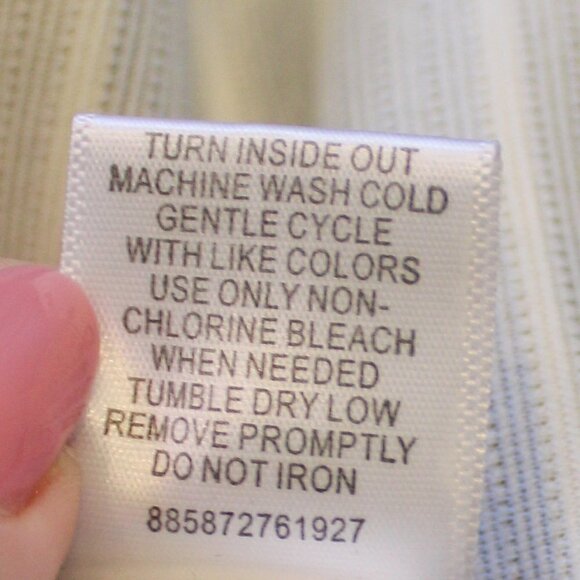 TURN INSIDE OUT
MACHINE WASH COLD
GENTLE CYCLE
WITH LIKE COLORS
USE ONLY NON-
CHLORINE BLEACH
WHEN NEEDED
TUMBLE DRY LOW
REMOVE PROMPTLY
DO NOT IRON
885872761927